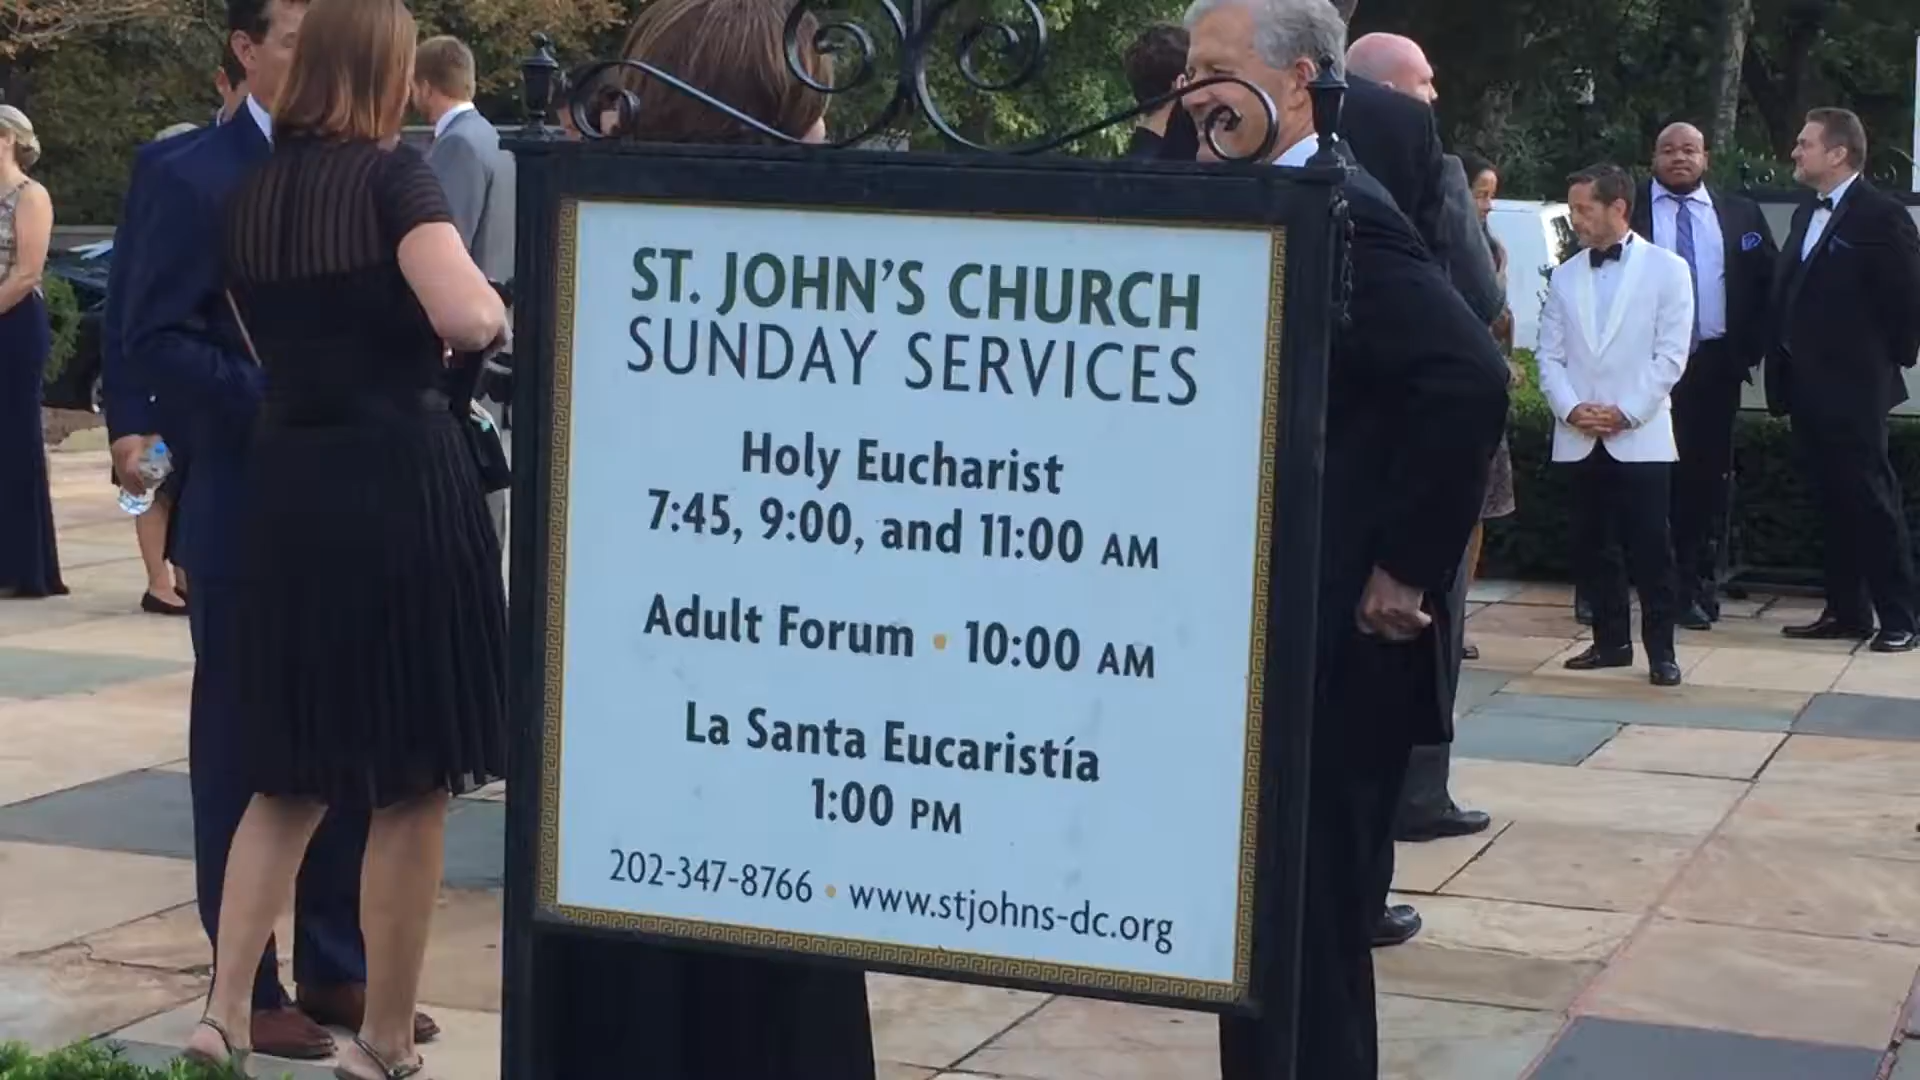 ST. JOHN'S CHURCH
SUNDAY SERVICES
Holy Eucharist
7:45, 9:00, and 11:00 AM
Adult Forum • 10:00 AM
La Santa Eucaristía
1:00 PM
202-347-8766 • www.stjohns-dc.org